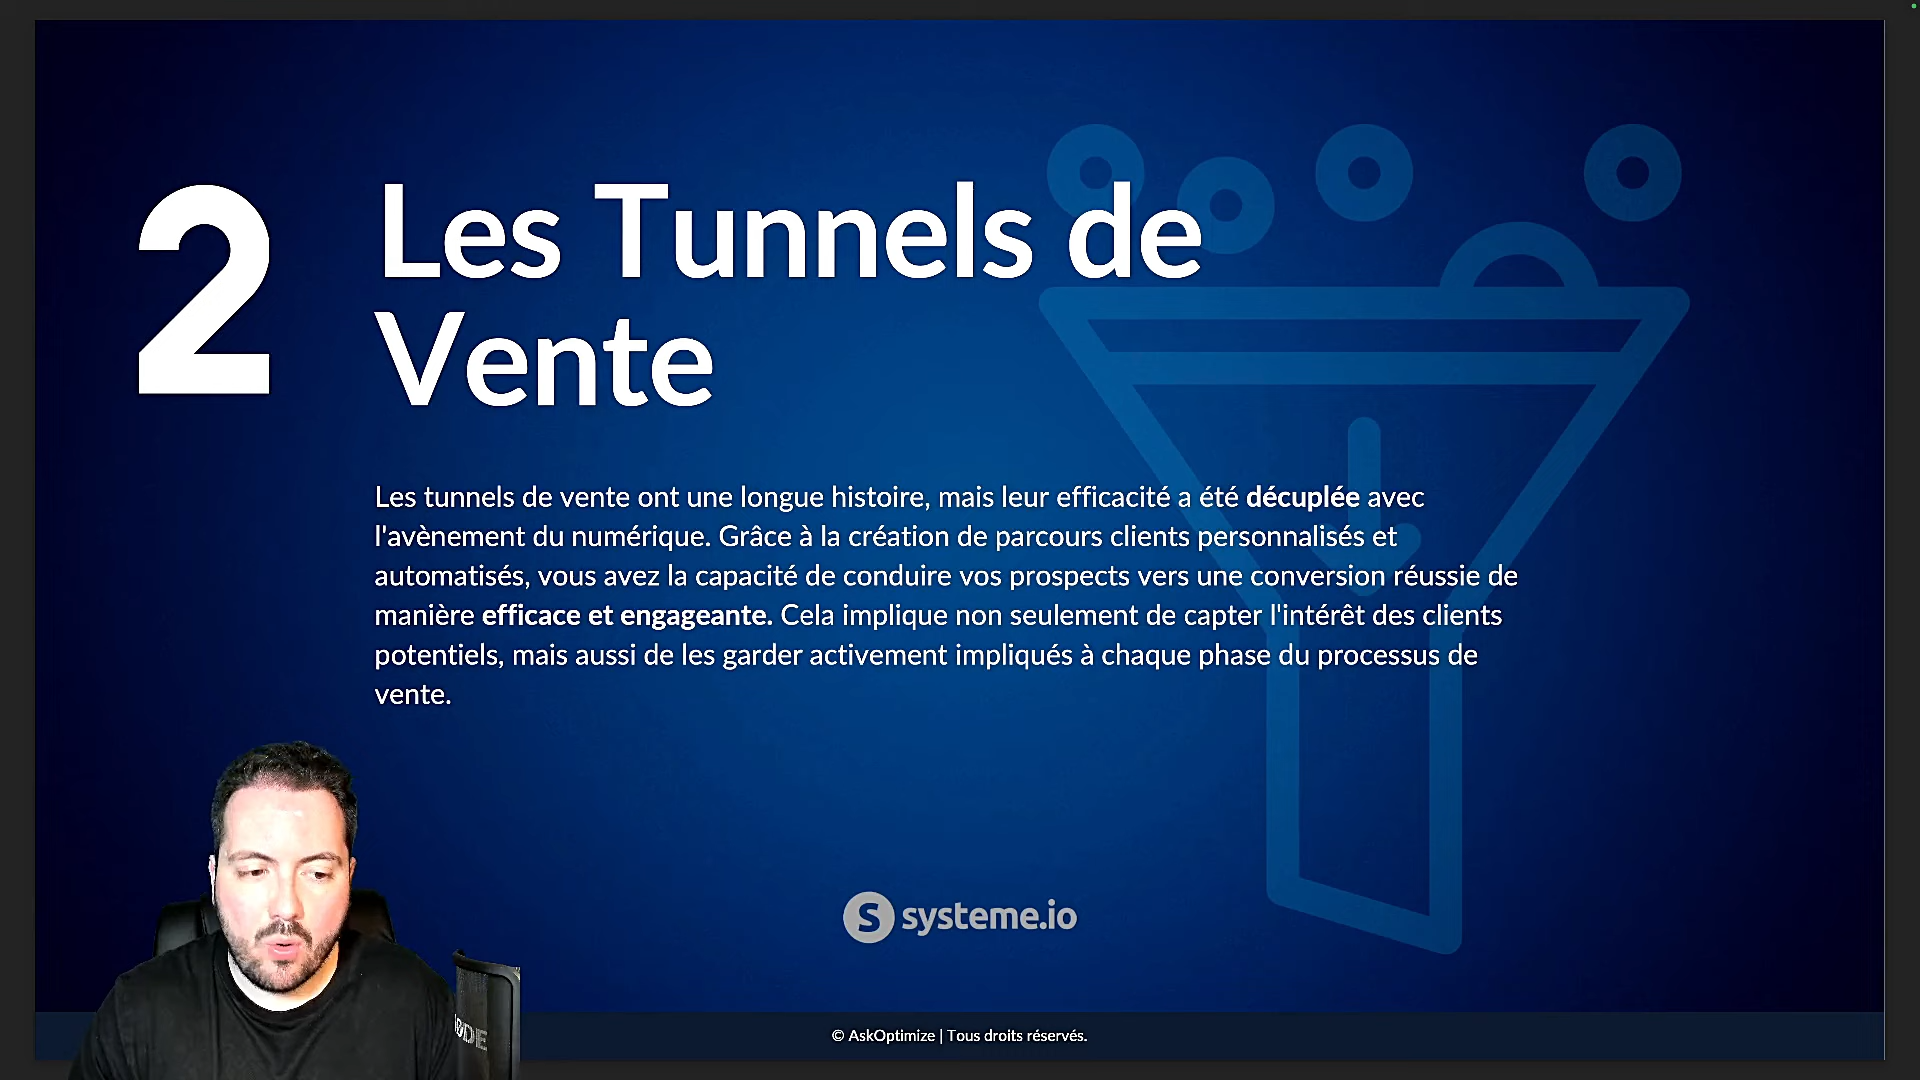 2
Les Tunnels de
Vente
Les tunnels de vente ont une longue histoire, mais leur efficacité a été décuplée avec
l'avènement du numérique. Grâce à la création de parcours clients personnalisés et
automatisés, vous avez la capacité de conduire vos prospects vers une conversion réussie de
manière efficace et engageante. Cela implique non seulement de capter l'intérêt des clients
potentiels, mais aussi de les garder activement impliqués à chaque phase du processus de
vente.
S systeme.io
© AskOptimize | Tous droits réservés.